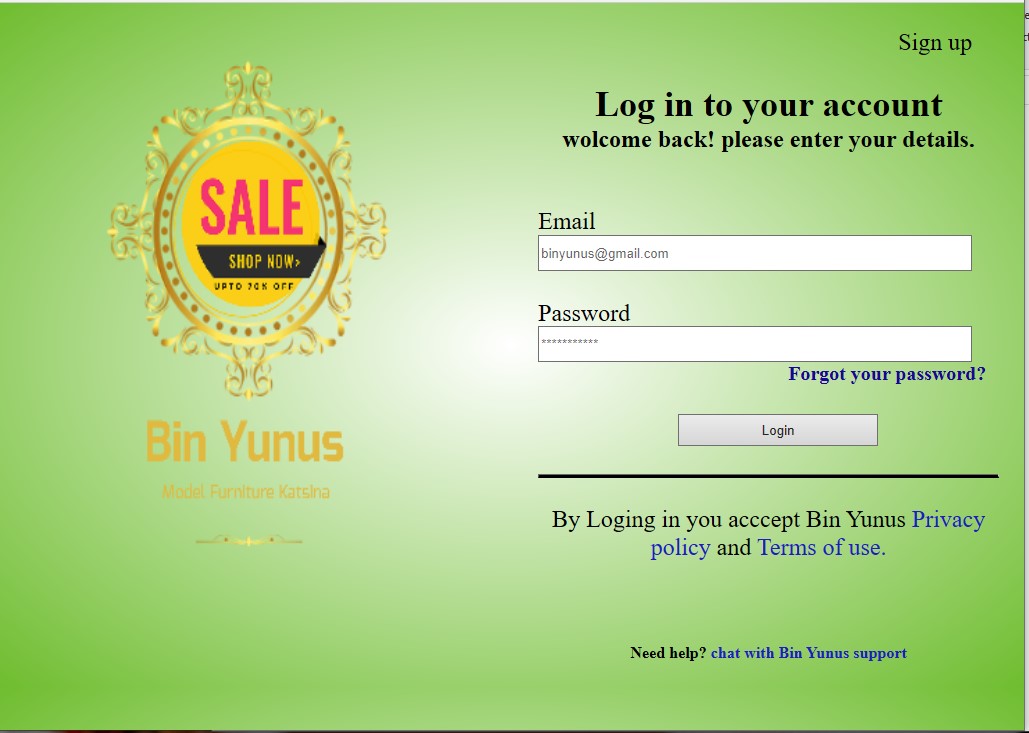 Sign up
SALE
SHOP NOW>
UPTO 70% OFF
Bin Yunus
Model Furniture Katsina
Log in to your account
wolcome back! please enter your details.
Email
binyunus@gmail.com
Password
***********
Forgot your password?
Login
By Loging in you acccept Bin Yunus Privacy
policy and Terms of use.
Need help? chat with Bin Yunus support